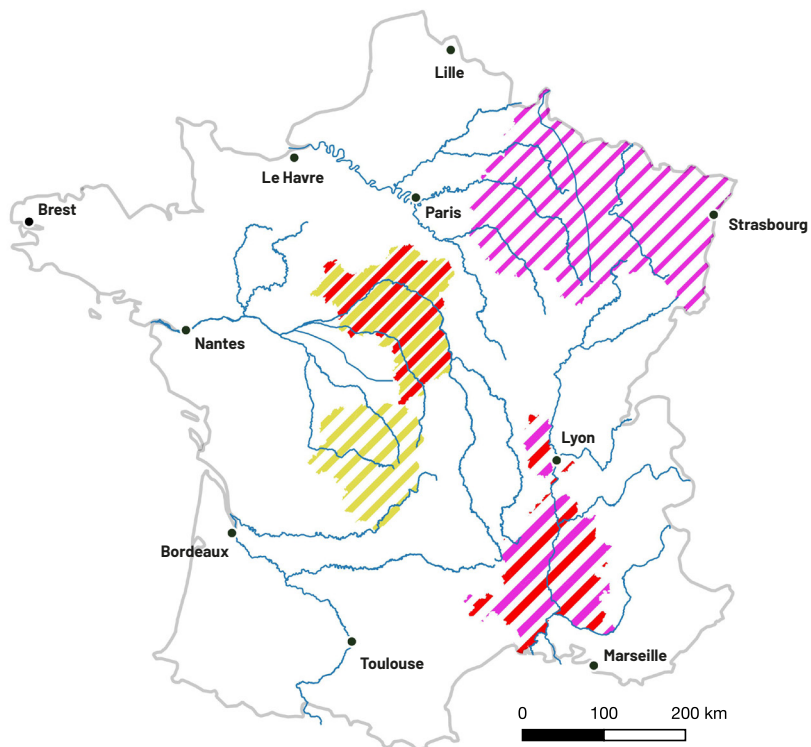 Lille
Le Havre
Paris
Brest
Strasbourg
Nantes
Lyon
Bordeaux
Toulouse
Marseille
0 100 200 km